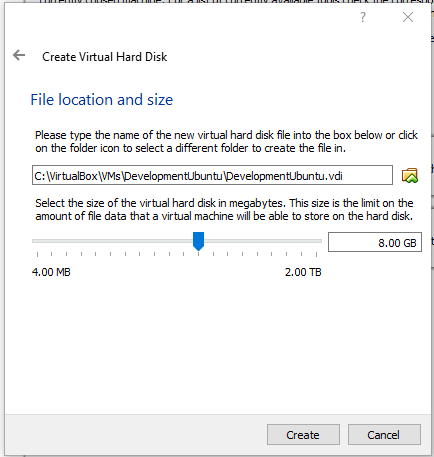 currently chosen machine. For a list of currently available tools check the corresp
?
Create Virtual Hard Disk
File location and size
Please type the name of the new virtual hard disk file into the box below or click
on the folder icon to select a different folder to create the file in.
C:\VirtualBox\VMs\DevelopmentUbuntu\DevelopmentUbuntu.vdi
Select the size of the virtual hard disk in megabytes. This size is the limit on the
amount of file data that a virtual machine will be able to store on the hard disk.
8.00 GB
4.00 MB
2.00 TB
Create
Cancel